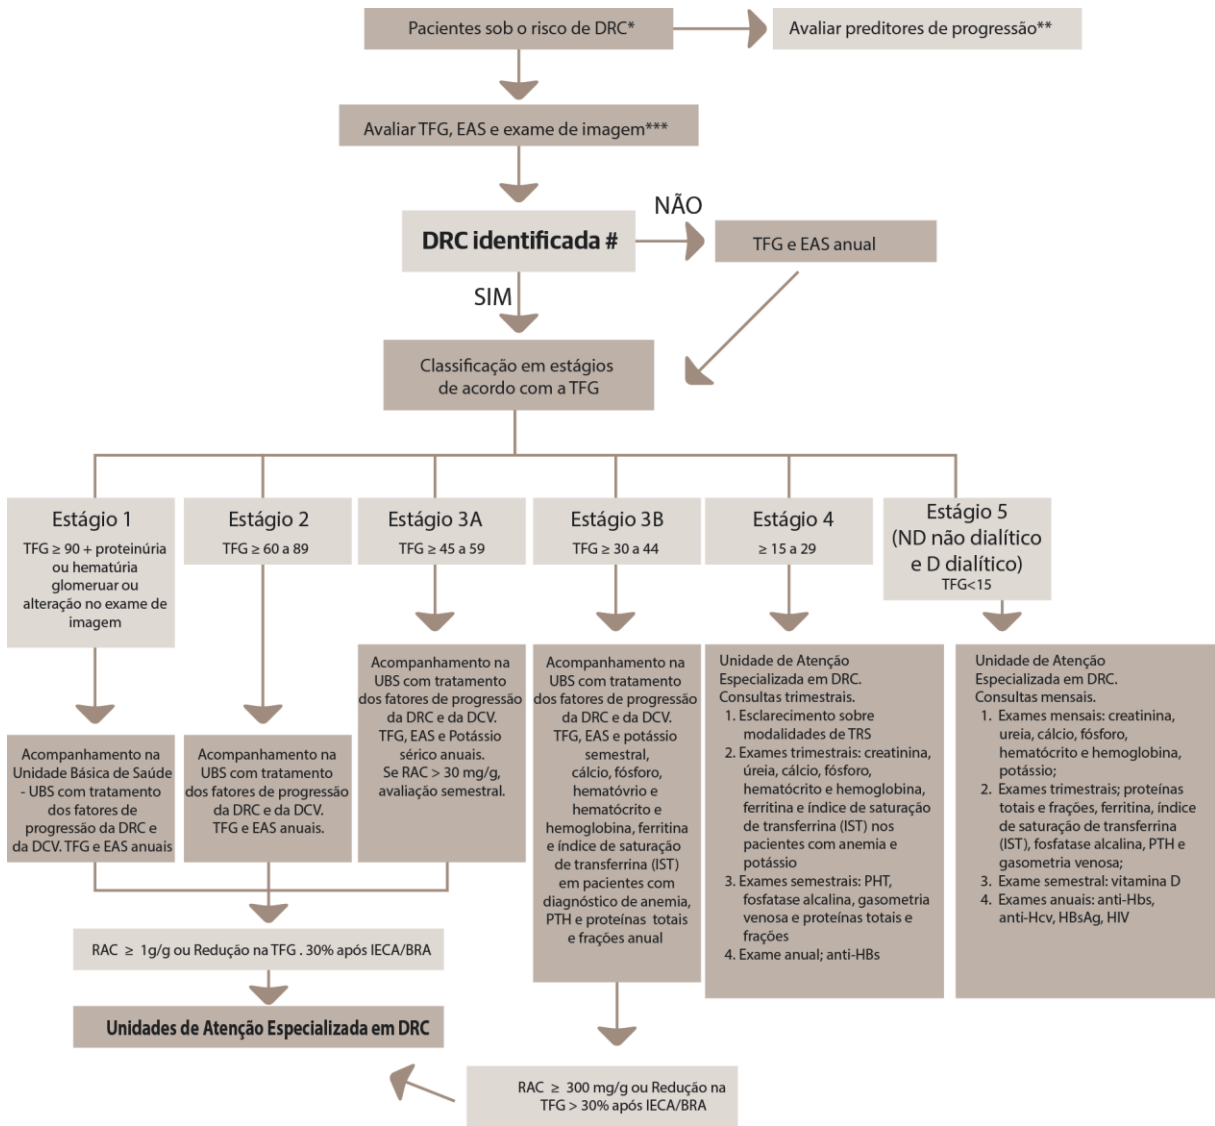 Pacientes sob o risco de DRC*
Avaliar preditores de progressão**
Avaliar TFG, EAS e exame de imagem***
DRC identificada #
NÃO
TFG e EAS anual
SIM
Classificação em estágios
de acordo com a TFG
Estágio 1
TFG ≥ 90 + proteinúria
ou hematúria
glomeruar ou
alteração no exame de
imagem
Estágio 2
TFG ≥ 60 a 89
Estágio 3A
TFG ≥ 45 a 59
Estágio 3B
TFG ≥ 30 a 44
Estágio 4
≥ 15 a 29
Estágio 5
(ND não dialítico
e D dialítico)
TFG<15
Acompanhamento na
Unidade Básica de Saúde
- UBS com tratamento
dos fatores de
progressão da DRC e
da DCV. TFG e EAS anuais
Acompanhamento na
UBS com tratamento
dos fatores de progressão
da DRC e da DCV.
TFG e EAS anuais.
Acompanhamento na
UBS com tratamento
dos fatores de progressão
da DRC e da DCV.
TFG, EAS e Potássio
sérico anuais.
Se RAC > 30 mg/g,
avaliação semestral.
Acompanhamento na
UBS com tratamento
dos fatores de progressão
da DRC e da DCV.
TFG, EAS e potássio
semestral,
cálcio, fósforo,
hematóvrio e
hematócrito e
hemoglobina, ferritina
e índice de saturação
de transferrina (IST)
em pacientes com
diagnóstico de anemia,
PTH e proteínas totais
e frações anual
Unidade de Atenção
Especializada em DRC.
Consultas trimestrais.
1. Esclarecimento sobre
modalidades de TRS
2. Exames trimestrais: creatinina,
úreia, cálcio, fósforo,
hematócrito e hemoglobina,
ferritina e índice de saturação
de transferrina (IST) nos
pacientes com anemia e
potássio
3. Exames semestrais: PHT,
fosfatase alcalina, gasometria
venosa e proteínas totais e
frações
4. Exame anual; anti-HBs
Unidade de Atenção
Especializada em DRC.
Consultas mensais.
1. Exames mensais: creatinina,
ureia, cálcio, fósforo,
hematócrito e hemoglobina,
potássio;
2. Exames trimestrais; proteínas
totais e frações, ferritina, índice
de saturação de transferrina
(IST), fosfatase alcalina, PTH e
gasometria venosa;
3. Exame semestral: vitamina D
4. Exames anuais: anti-Hbs,
anti-Hcv, HBsAg, HIV
RAC ≥ 1g/g ou Redução na TFG . 30% após IECA/BRA
Unidades de Atenção Especializada em DRC
RAC ≥ 300 mg/g ou Redução na
TFG > 30% após IECA/BRA